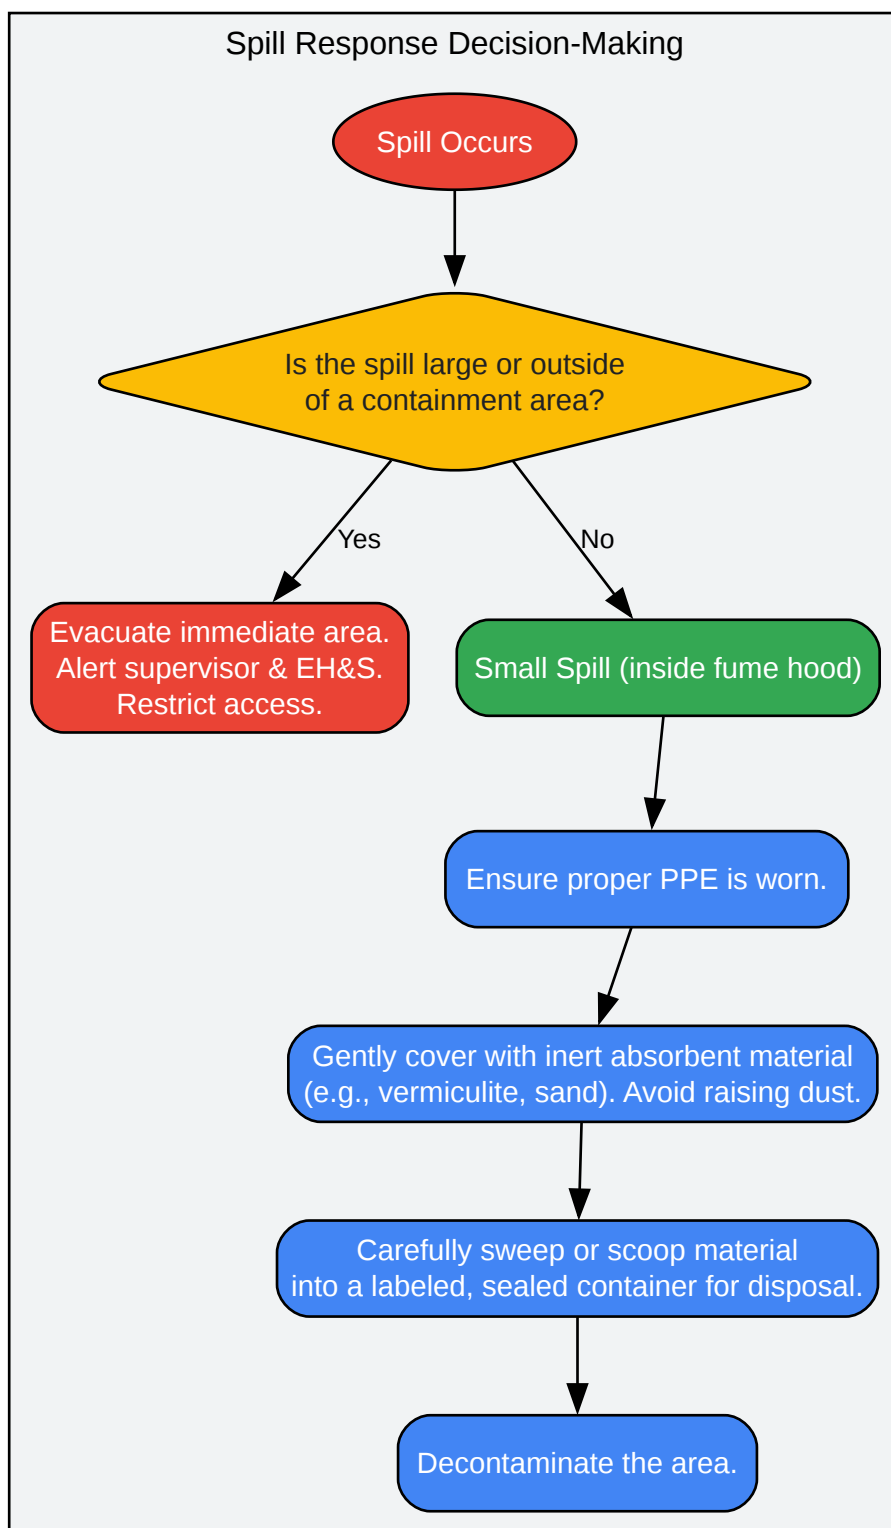 Spill Response Decision-Making
Spill Occurs
Is the spill large or outside
of a containment area?
Yes
No
Evacuate immediate area.
Alert supervisor & EH&S.
Restrict access.
Small Spill (inside fume hood)
Ensure proper PPE is worn.
Gently cover with inert absorbent material
(e.g., vermiculite, sand). Avoid raising dust.
Carefully sweep or scoop material
into a labeled, sealed container for disposal.
Decontaminate the area.